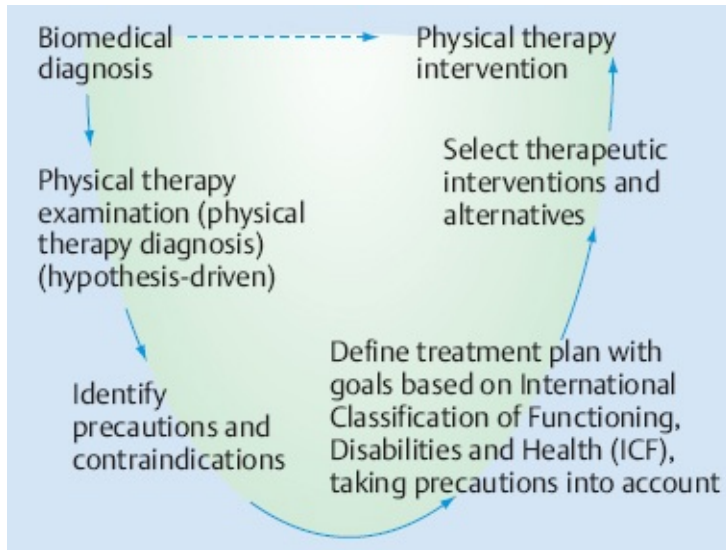 Biomedical
diagnosis
Physical therapy
intervention
Physical therapy
examination (physical
therapy diagnosis)
(hypothesis-driven)
Select therapeutic
interventions and
alternatives
Identify
precautions and
contraindications
Define treatment plan with
goals based on International
Classification of Functioning,
Disabilities and Health (ICF),
taking precautions into account